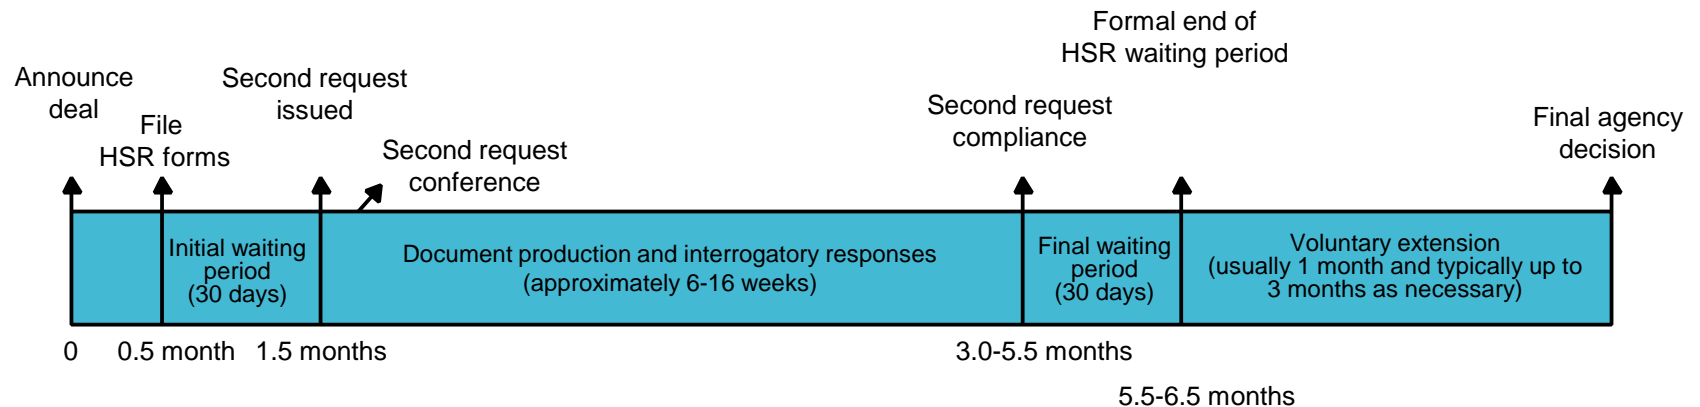 Formal end of
HSR waiting period
Announce
deal
Second request
issued
Second request
compliance
Final agency
decision
File
HSR forms
Second request
conference
Initial waiting
period
(30 days)
Document production and interrogatory responses
(approximately 6-16 weeks)
Final waiting
period
(30 days)
Voluntary extension
(usually 1 month and typically up to
3 months as necessary)
0
0.5 month
1.5 months
3.0-5.5 months
5.5-6.5 months